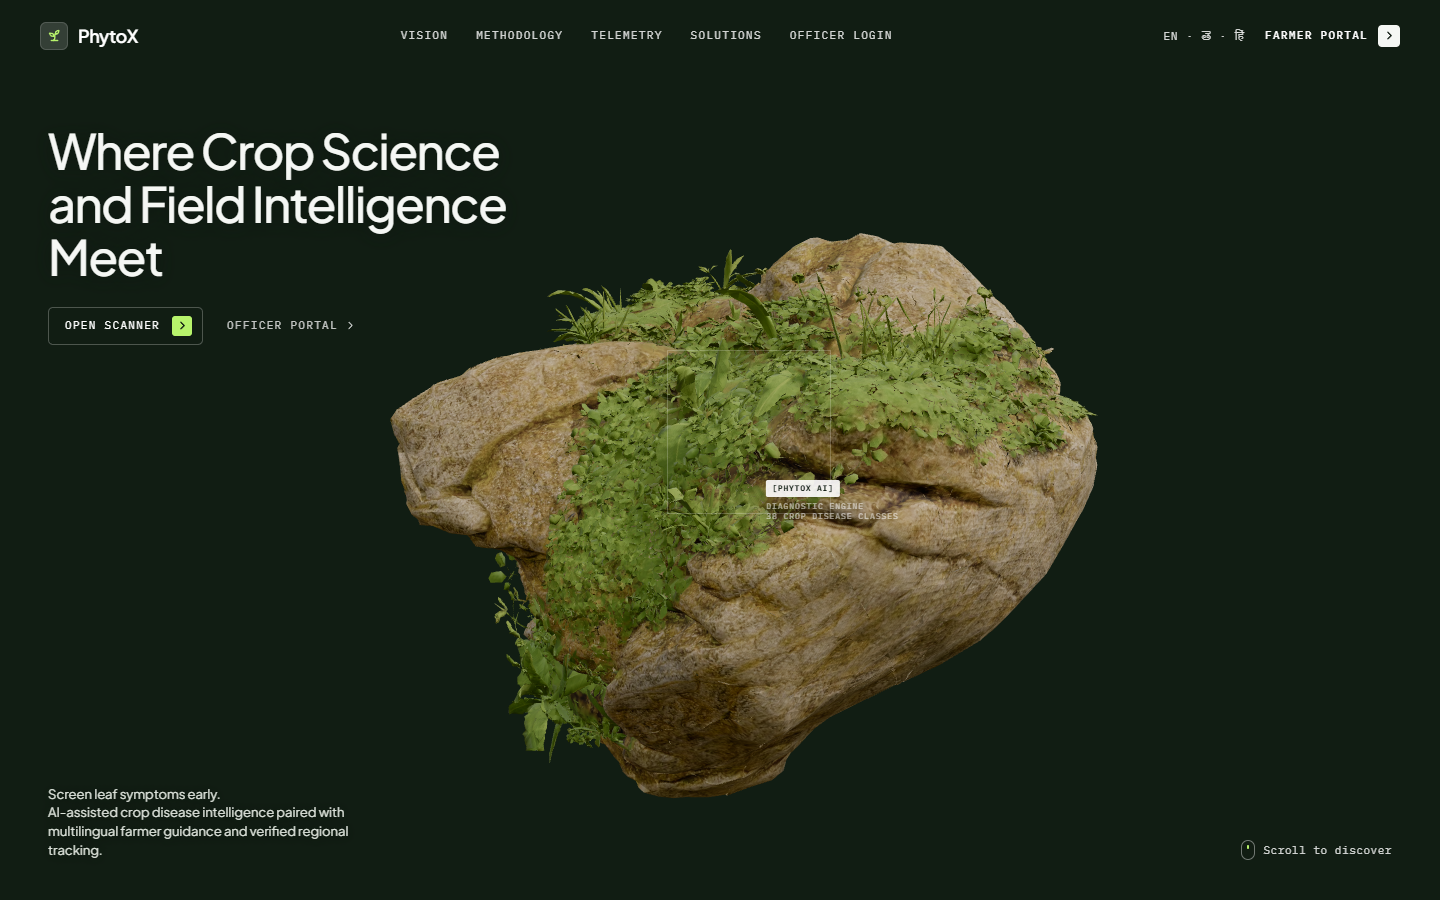 PhytoX
VISION
METHODOLOGY
TELEMETRY
SOLUTIONS
OFFICER LOGIN
EN · త · हि
FARMER PORTAL
Where Crop Science
and Field Intelligence
Meet
OPEN SCANNER
OFFICER PORTAL
[PHYTOX AI]
DIAGNOSTIC ENGINE
38 CROP DISEASE CLASSES
Screen leaf symptoms early.
AI-assisted crop disease intelligence paired with
multilingual farmer guidance and verified regional
tracking.
Scroll to discover